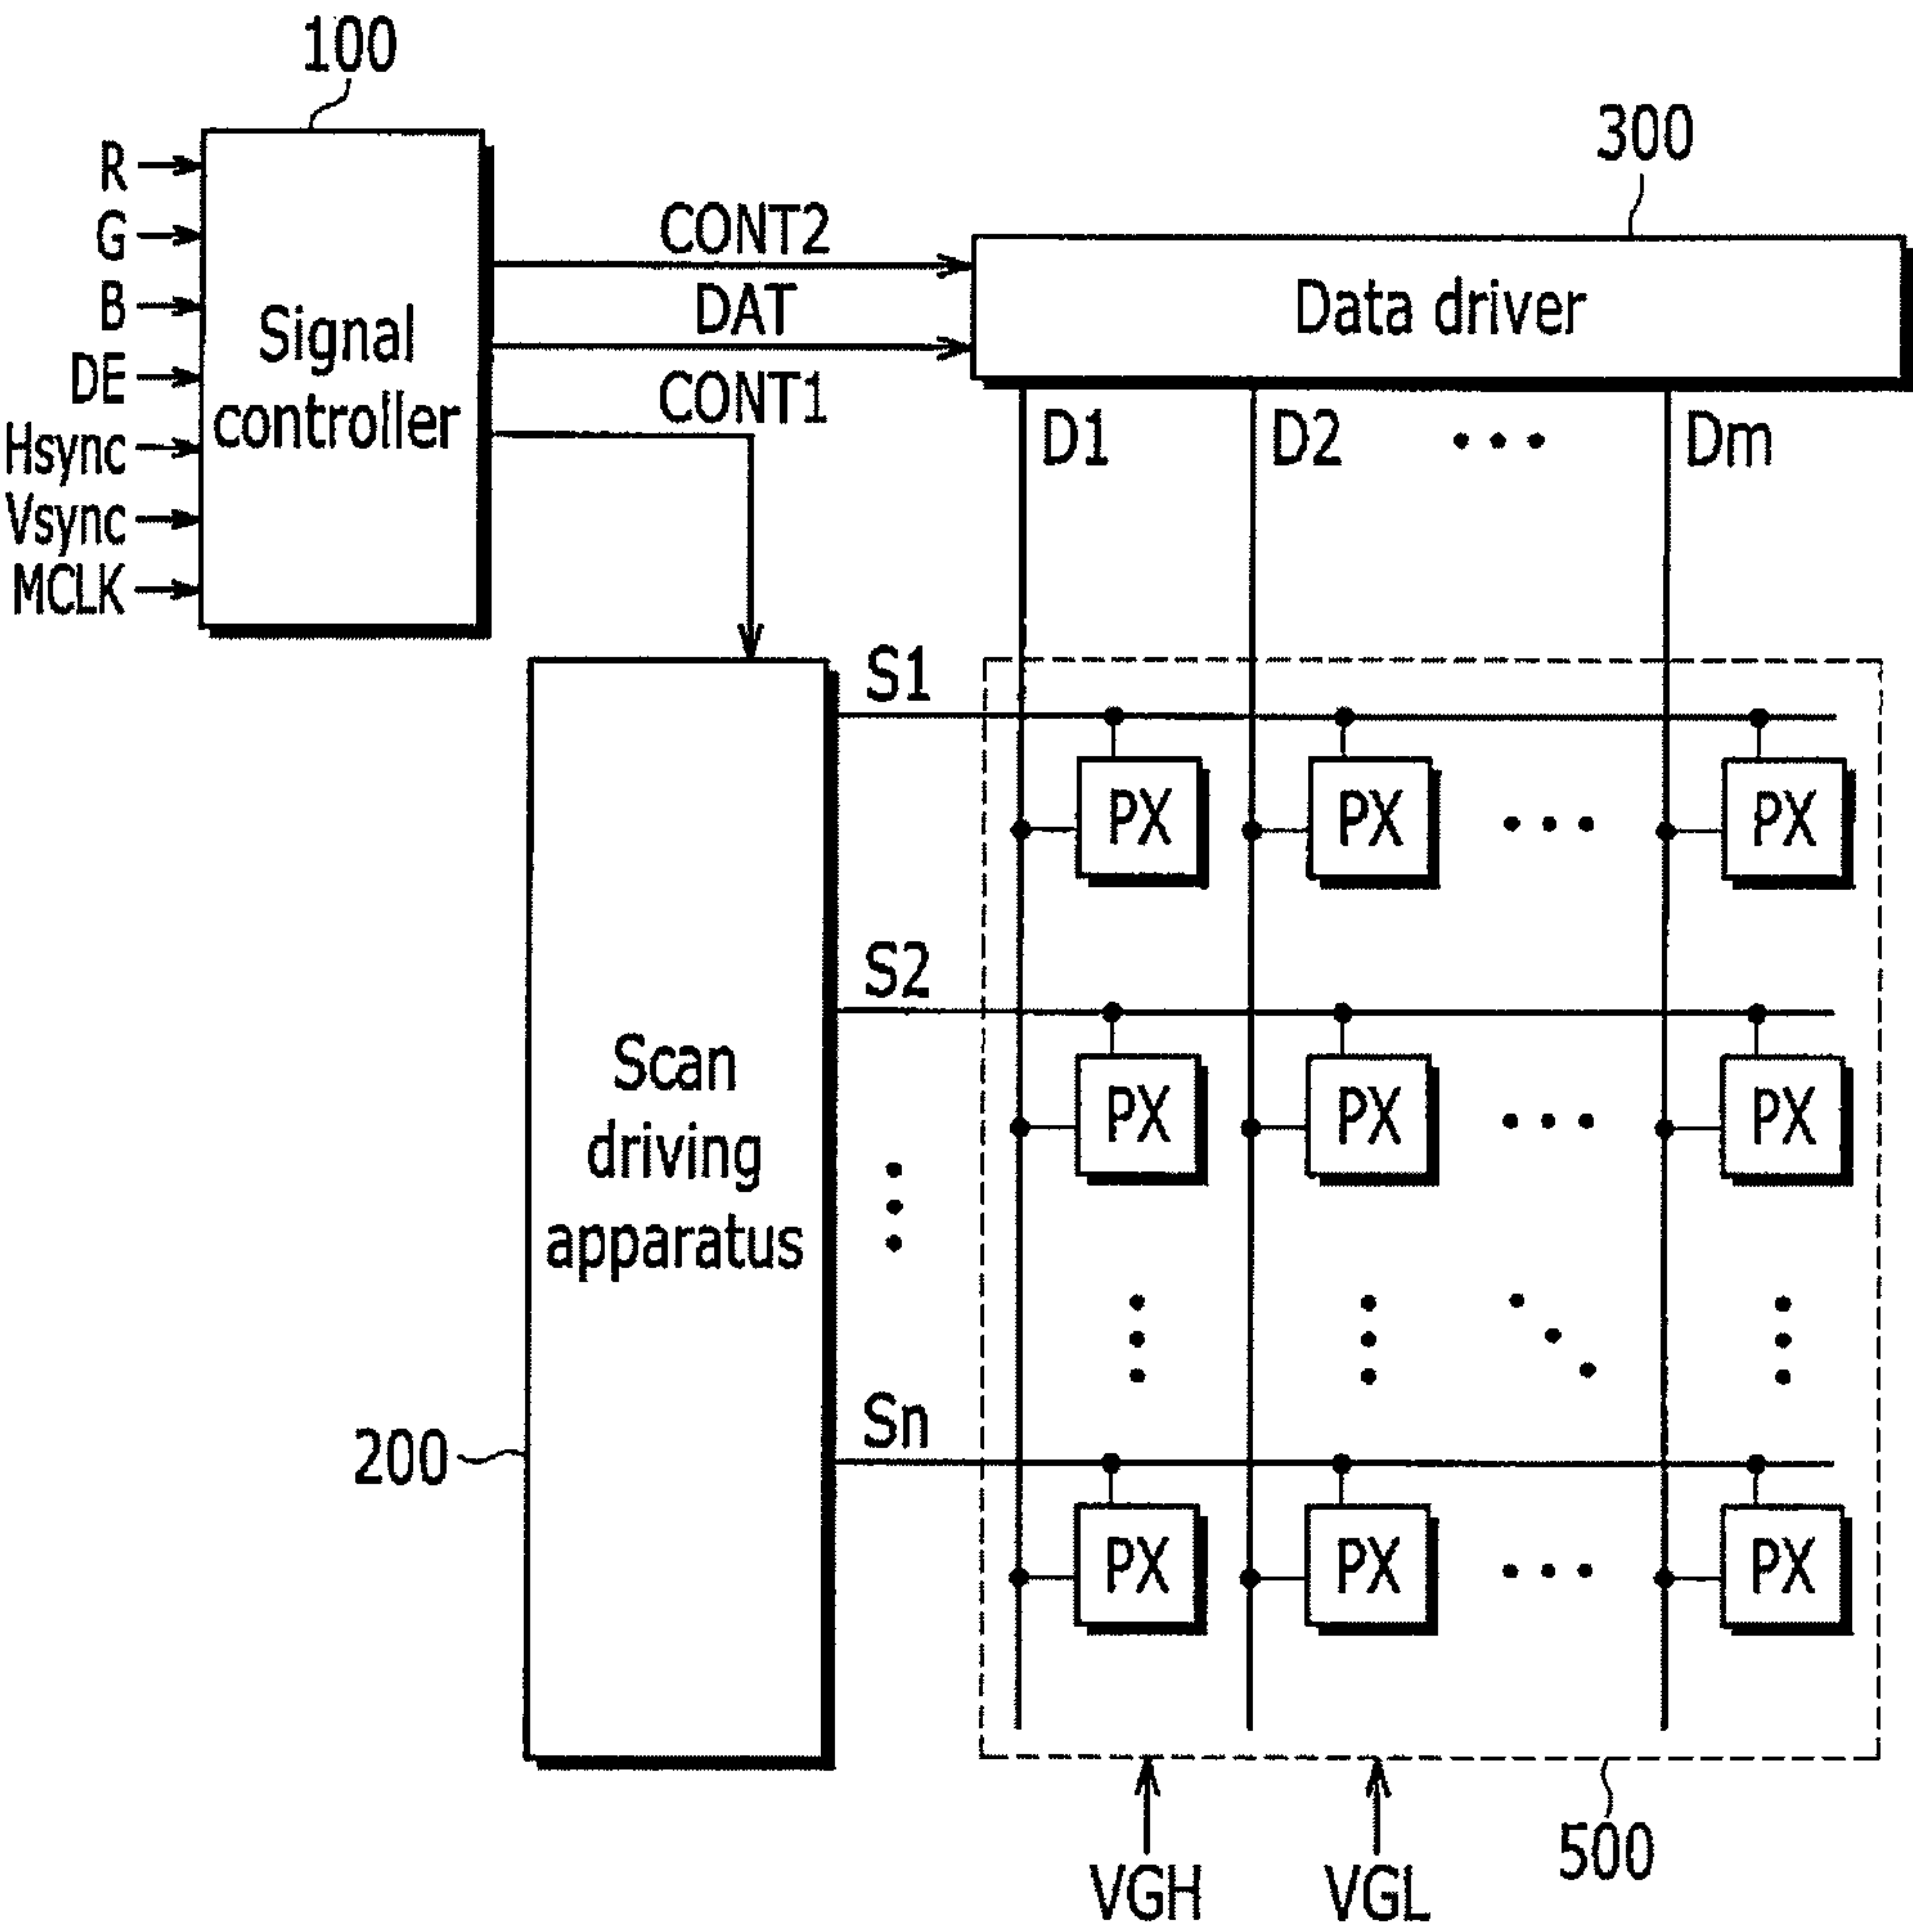 100
300
R
G
B
DE
Hsync
Vsync
MCLK
Signal
controller
CONT2
DAT
CONT1
Data driver
D1 D2 ... Dm
S1
PX PX ... PX
S2
PX PX ... PX
Scan
driving
apparatus
200
Sn
PX PX ... PX
500
VGH VGL